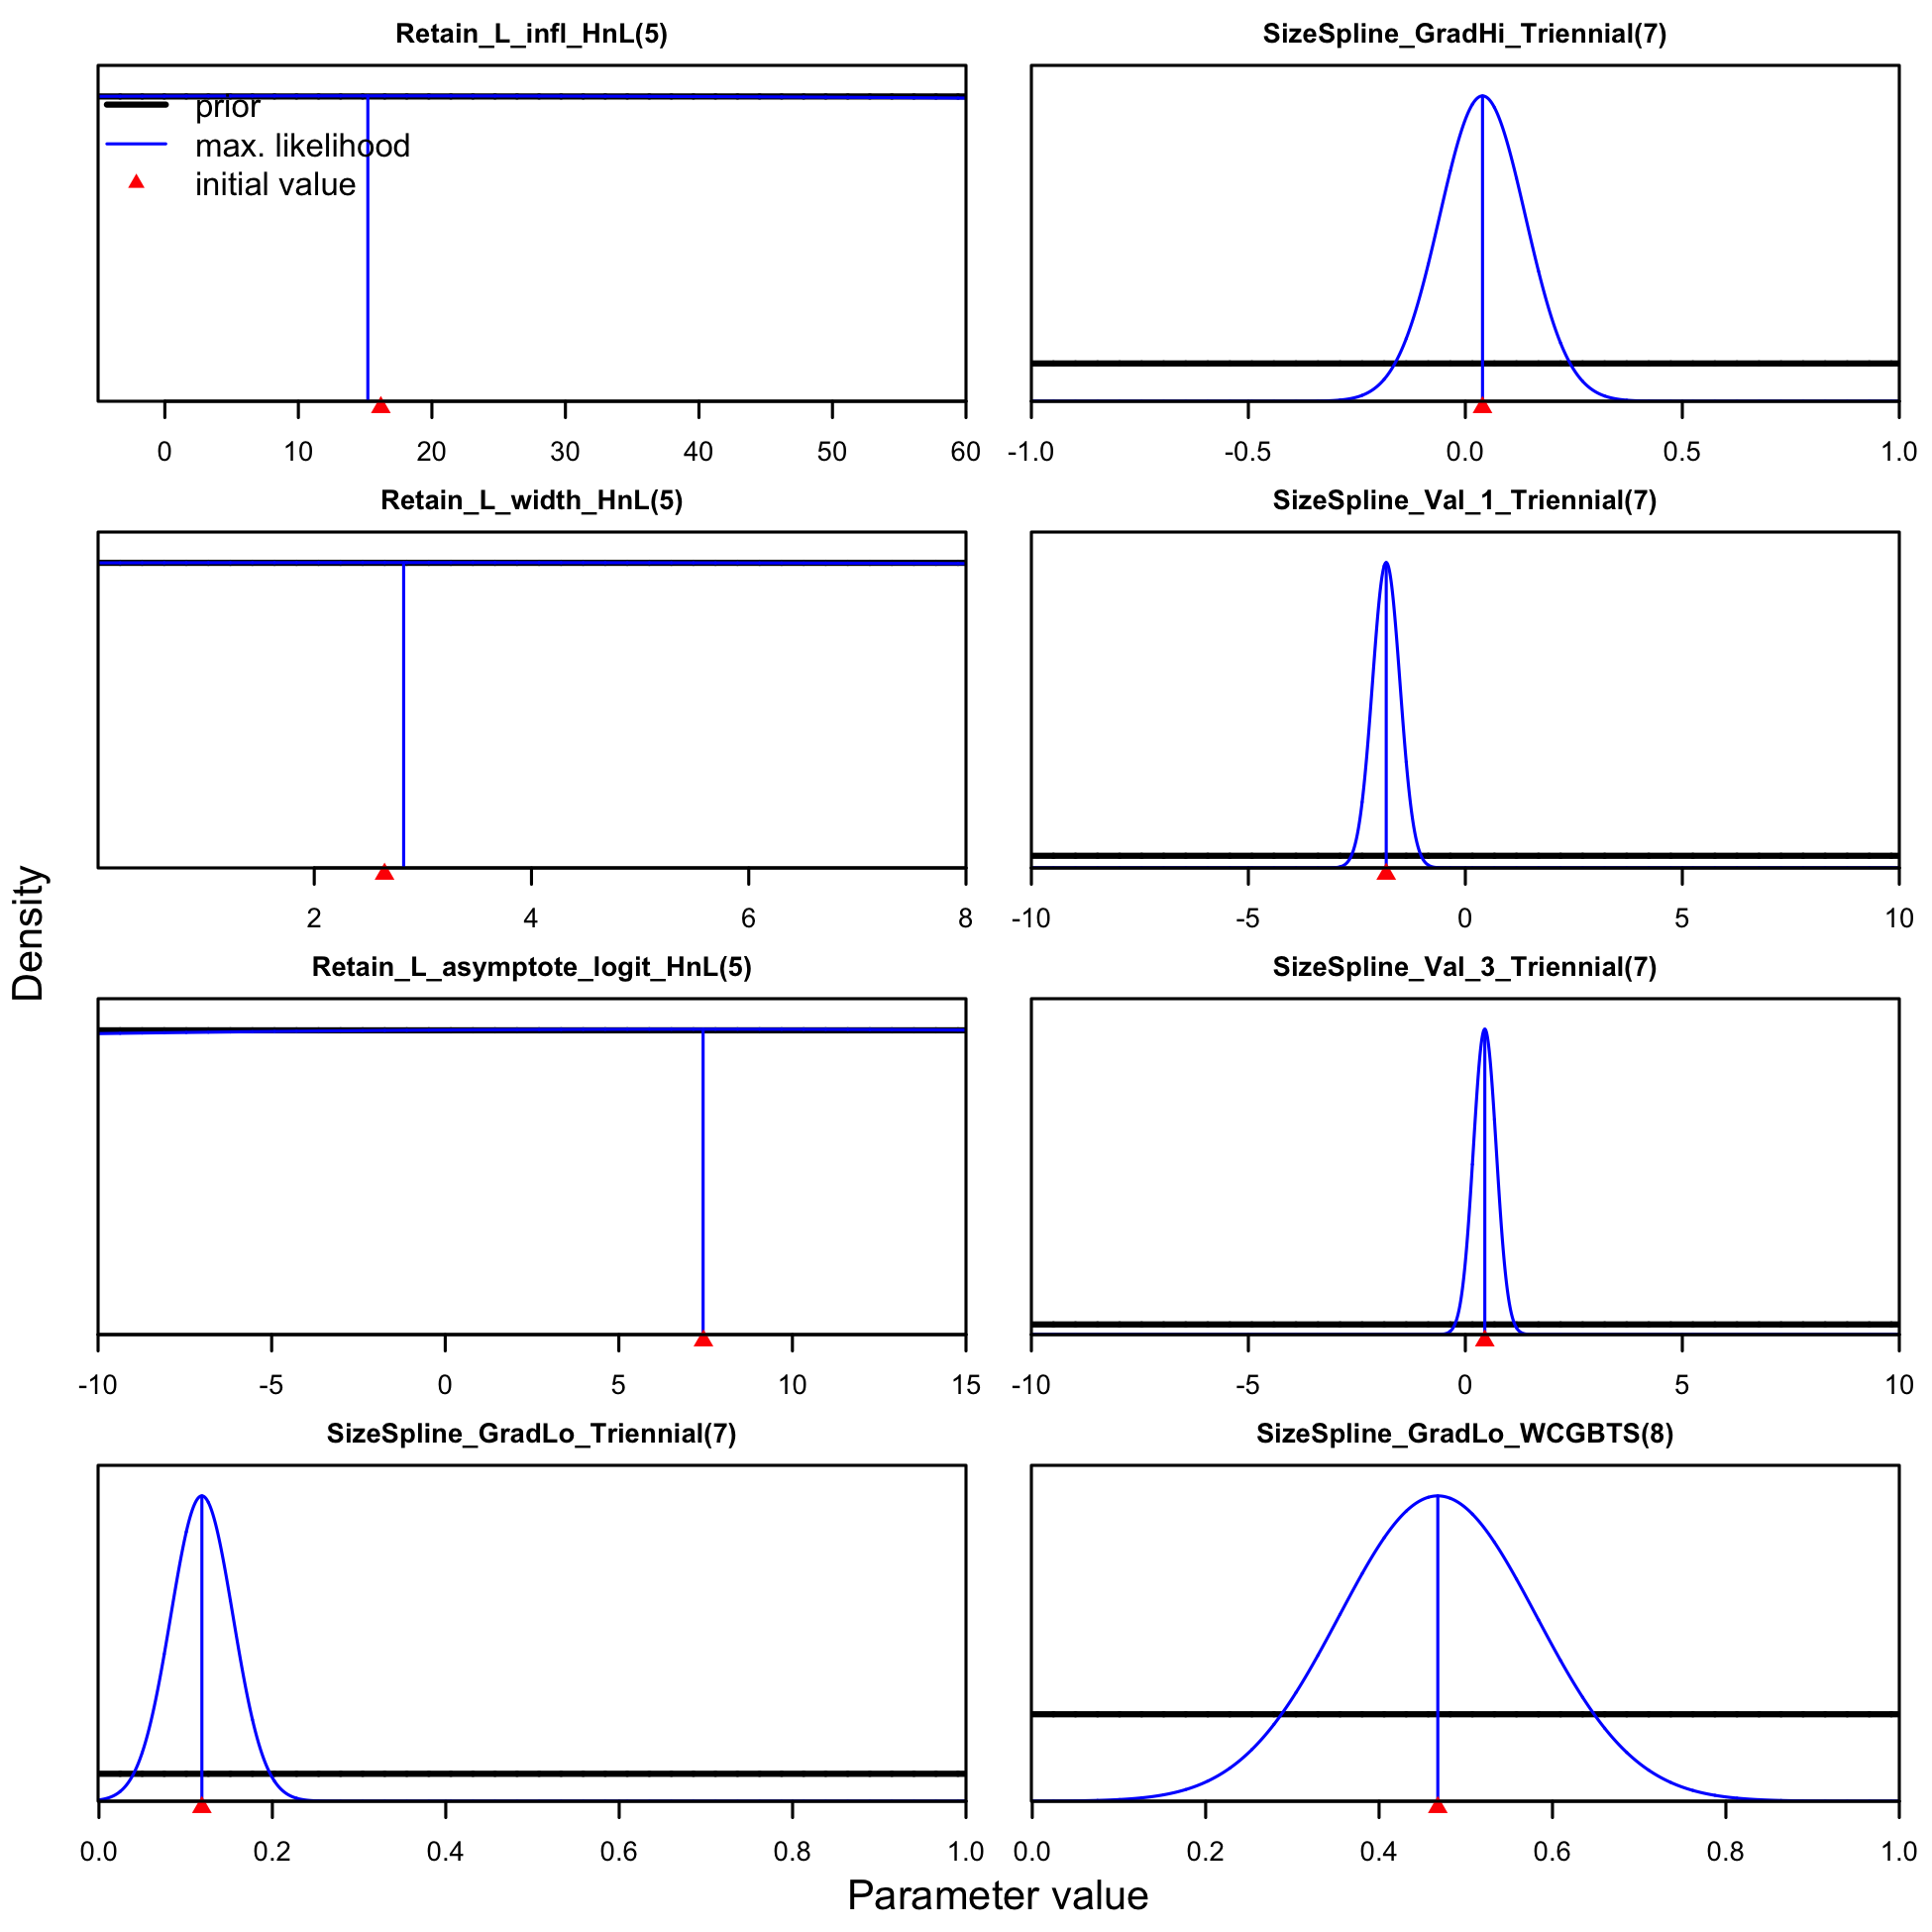 Retain_L_infl_HnL(5)
prior
max. likelihood
initial value
0 10 20 30 40 50 60
SizeSpline_GradHi_Triennial(7)
-1.0 -0.5 0.0 0.5 1.0
Retain_L_width_HnL(5)
2 4 6 8
SizeSpline_Val_1_Triennial(7)
-10 -5 0 5 10
Retain_L_asymptote_logit_HnL(5)
-10 -5 0 5 10 15
SizeSpline_Val_3_Triennial(7)
-10 -5 0 5 10
SizeSpline_GradLo_Triennial(7)
0.0 0.2 0.4 0.6 0.8 1.0
SizeSpline_GradLo_WCGBTS(8)
0.0 0.2 0.4 0.6 0.8 1.0
Density
Parameter value